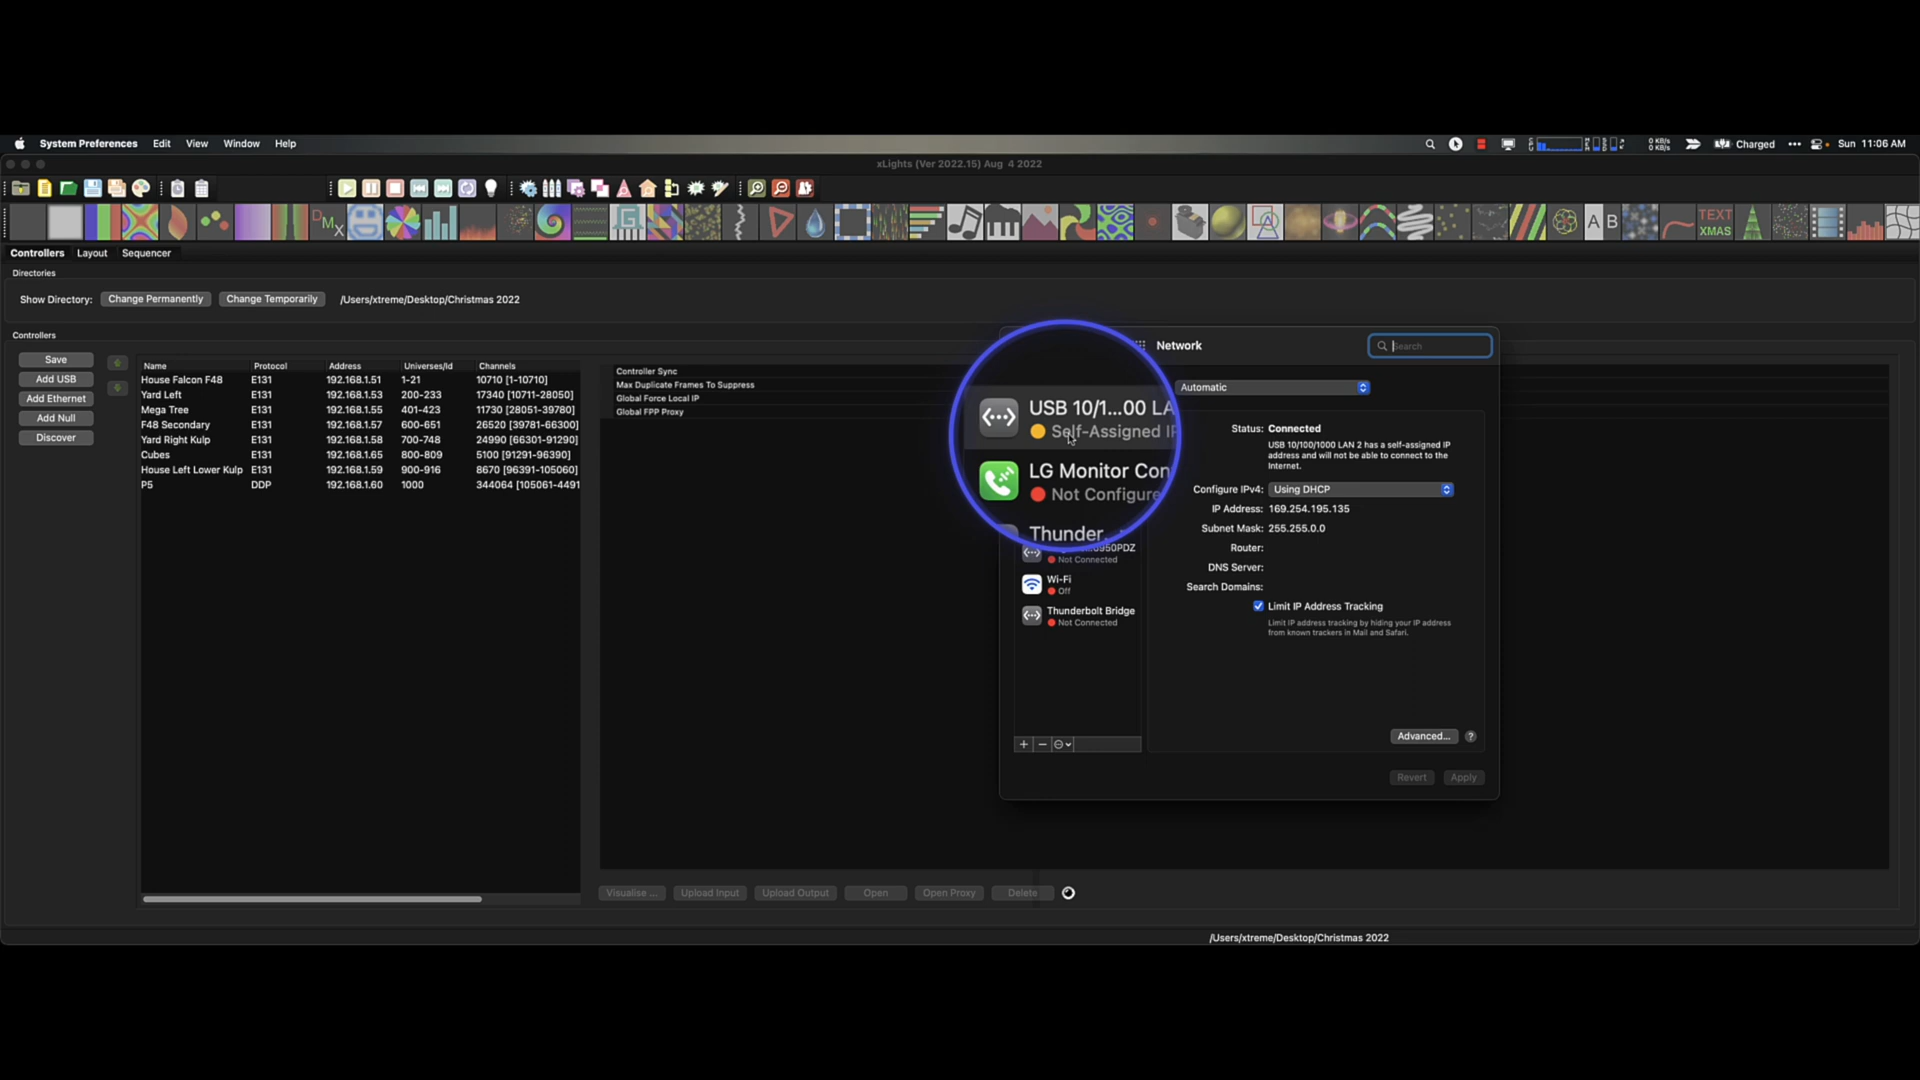 System Preferences Edit View Window Help
0 KB/s
0 KB/s
Charged
Sun 11:06 AM
xLights (Ver 2022.15) Aug 4 2022
TEXT
XMAS
A B
Controllers Layout Sequencer
Directories
Show Directory: Change Permanently Change Temporarily /Users/xtreme/Desktop/Christmas 2022
Controllers
Save
Add USB
Add Ethernet
Add Null
Discover
Name Protocol Address Universes/Id Channels
House Falcon F48 E131 192.168.1.51 1-21 10710 [1-10710]
Yard Left E131 192.168.1.53 200-233 17340 [10711-28050]
Mega Tree E131 192.168.1.55 401-423 11730 [28051-39780]
F48 Secondary E131 192.168.1.57 600-651 26520 [39781-66300]
Yard Right Kulp E131 192.168.1.58 700-748 24990 [66301-91290]
Cubes E131 192.168.1.65 800-809 5100 [91291-96390]
House Left Lower Kulp E131 192.168.1.59 900-916 8670 [96391-105060]
P5 DDP 192.168.1.60 1000 344064 [105061-4491
Controller Sync
Max Duplicate Frames To Suppress
Global Force Local IP
Global FPP Proxy
Network
Search
Automatic
USB 10/1...00 LA
Self-Assigned IP
LG Monitor Con
Not Configure
Thunder...
950PDZ
Not Connected
Wi-Fi
Off
Thunderbolt Bridge
Not Connected
Status: Connected
USB 10/100/1000 LAN 2 has a self-assigned IP
address and will not be able to connect to the
Internet.
Configure IPv4: Using DHCP
IP Address: 169.254.195.135
Subnet Mask: 255.255.0.0
Router:
DNS Server:
Search Domains:
Limit IP Address Tracking
Limit IP address tracking by hiding your IP address
from known trackers in Mail and Safari.
Advanced... ?
Revert Apply
Visualise ... Upload Input Upload Output Open Open Proxy Delete
/Users/xtreme/Desktop/Christmas 2022